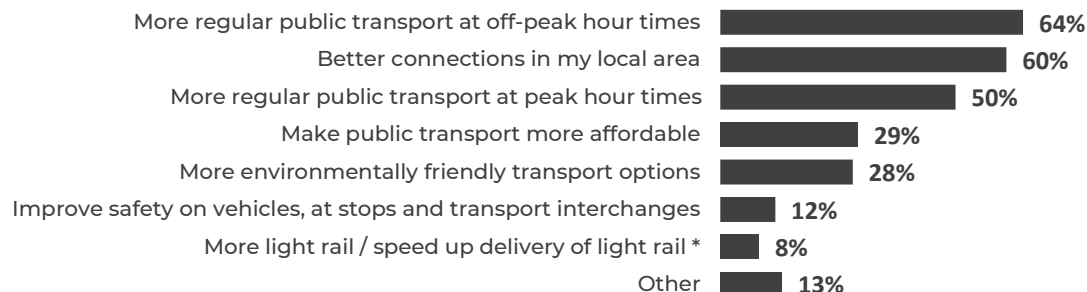 More regular public transport at off-peak hour times 64%
Better connections in my local area 60%
More regular public transport at peak hour times 50%
Make public transport more affordable 29%
More environmentally friendly transport options 28%
Improve safety on vehicles, at stops and transport interchanges 12%
More light rail / speed up delivery of light rail * 8%
Other 13%